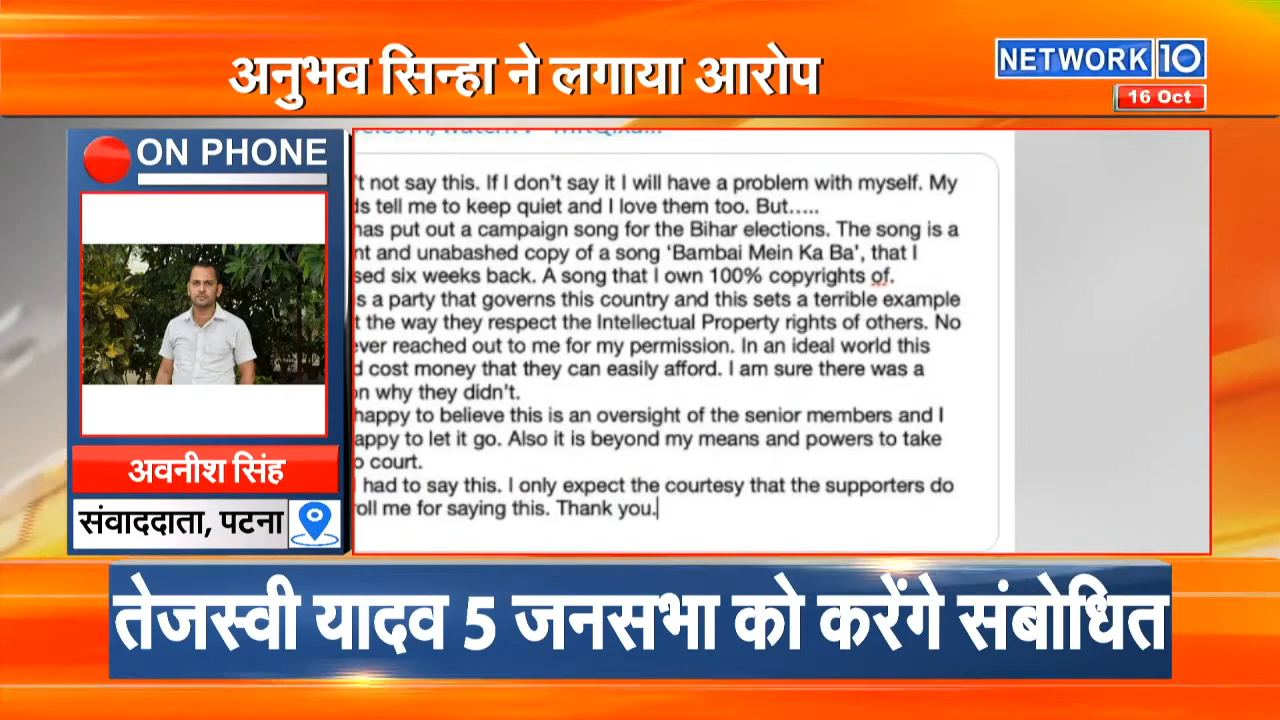 अनुभव सिन्हा ने लगाया आरोप
NETWORK 10
16 Oct
ON PHONE
't not say this. If I don't say it I will have a problem with myself. My
ds tell me to keep quiet and I love them too. But.....
has put out a campaign song for the Bihar elections. The song is a
nt and unabashed copy of a song 'Bambai Mein Ka Ba', that I
sed six weeks back. A song that I own 100% copyrights of.
s a party that governs this country and this sets a terrible example
t the way they respect the Intellectual Property rights of others. No
ever reached out to me for my permission. In an ideal world this
d cost money that they can easily afford. I am sure there was a
on why they didn't.
happy to believe this is an oversight of the senior members and I
appy to let it go. Also it is beyond my means and powers to take
o court.
I had to say this. I only expect the courtesy that the supporters do
roll me for saying this. Thank you.
अवनीश सिंह
संवाददाता, पटना
तेजस्वी यादव 5 जनसभा को करेंगे संबोधित